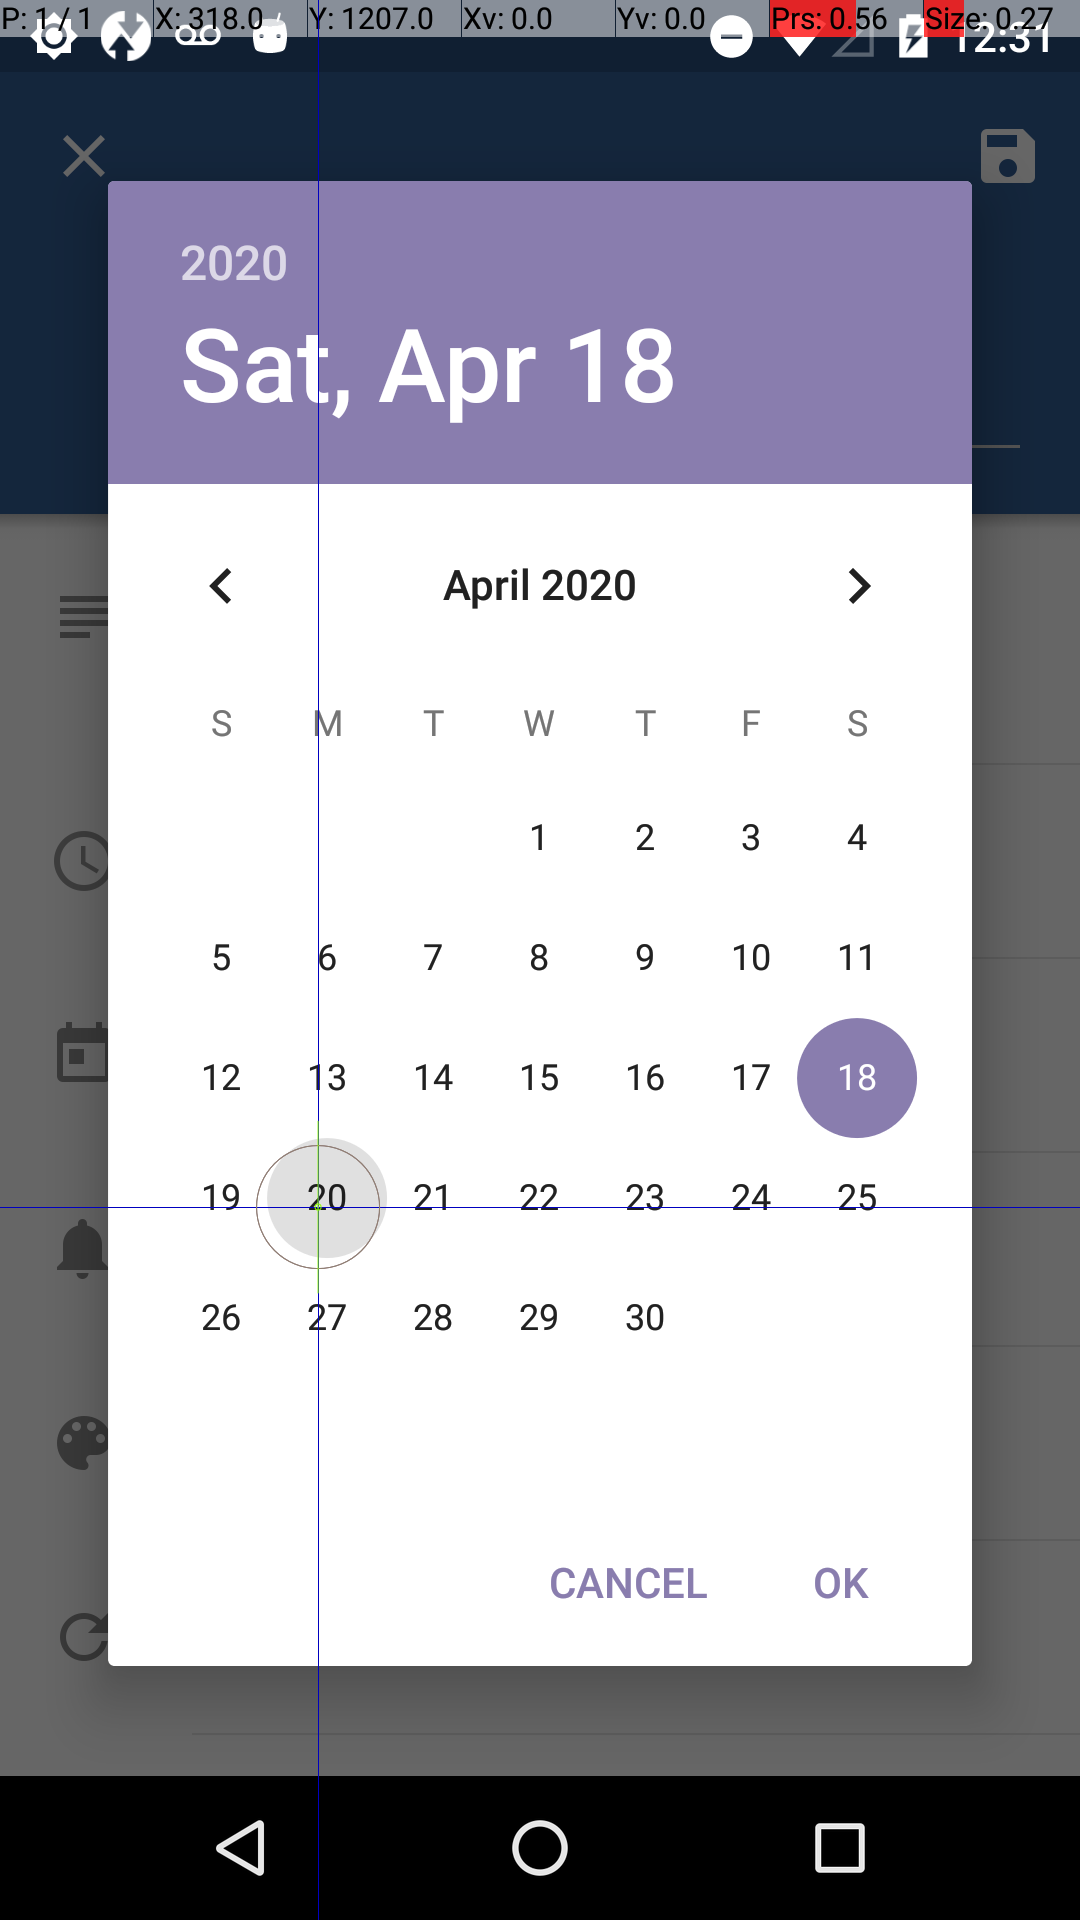 P: 1 / 1 X: 318.0 Y: 1207.0 Xv: 0.0 Yv: 0.0 Prs: 0.56 Size: 0.27
12:31
2020
Sat, Apr 18
April 2020
S M T W T F S
1 2 3 4
5 6 7 8 9 10 11
12 13 14 15 16 17 18
19 20 21 22 23 24 25
26 27 28 29 30
CANCEL OK